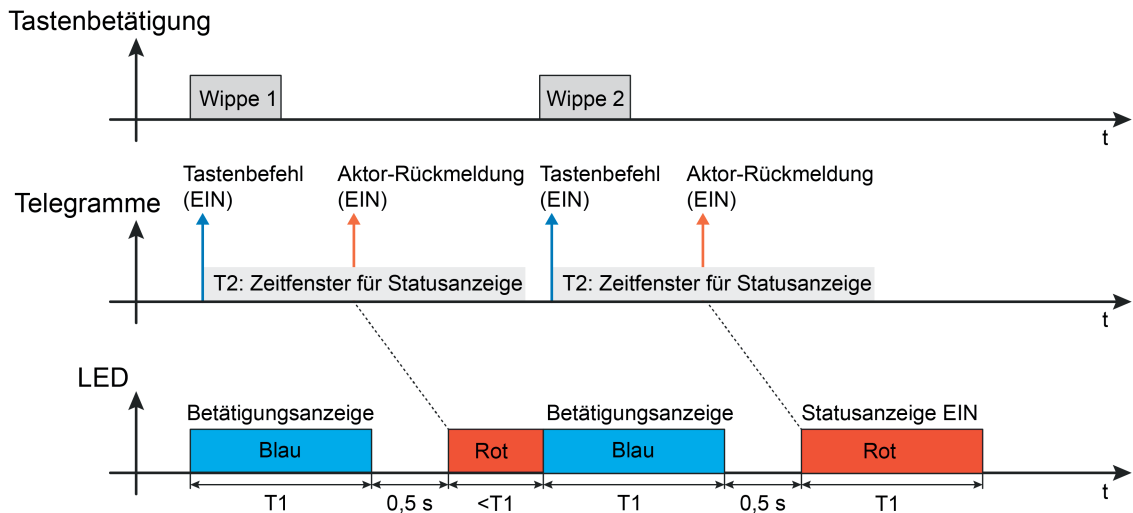 Tastenbetätigung
Wippe 1
Wippe 2
t
Tastenbefehl
(EIN)
Aktor-Rückmeldung
(EIN)
Tastenbefehl
(EIN)
Aktor-Rückmeldung
(EIN)
Telegramme
T2: Zeitfenster für Statusanzeige
T2: Zeitfenster für Statusanzeige
t
LED
Betätigungsanzeige
Betätigungsanzeige
Statusanzeige EIN
Blau
Rot
Blau
Rot
t
T1
0,5 s
<T1
T1
0,5 s
T1